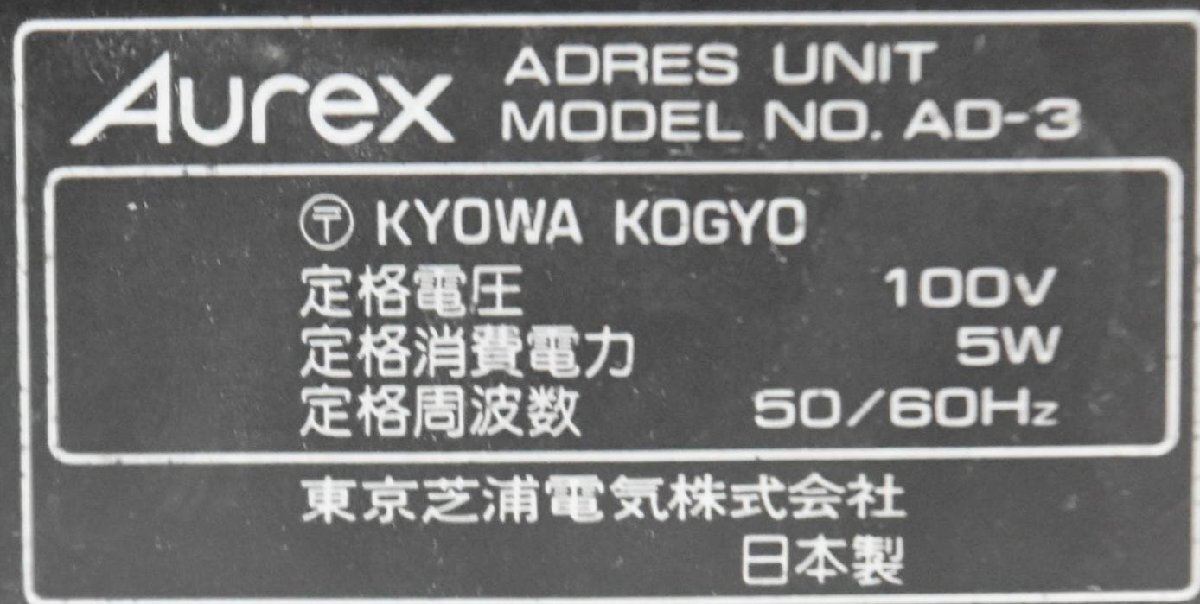 Aurex
ADRES UNIT
MODEL NO. AD-3
〒 KYOWA KOGYO
定格電圧 100V
定格消費電力 5W
定格周波数 50/60Hz
東京芝浦電気株式会社
日本製